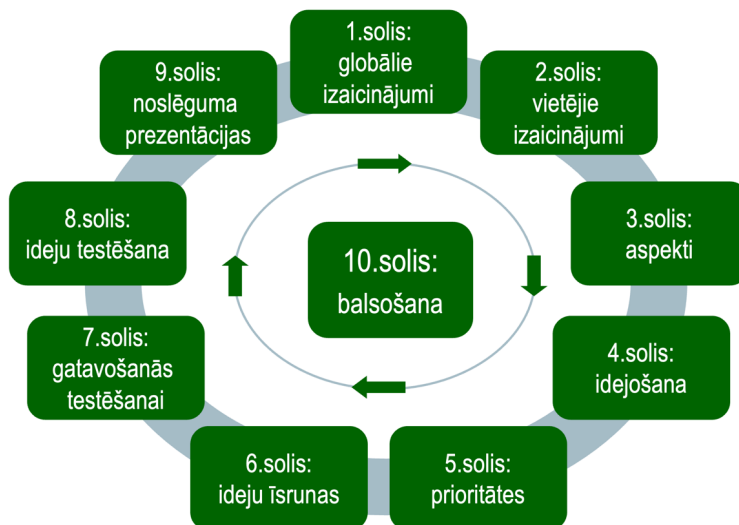 1.solis:
globālie
izaicinājumi
2.solis:
vietējie
izaicinājumi
3.solis:
aspekti
4.solis:
idejošana
5.solis:
prioritātes
6.solis:
ideju īsrunas
7.solis:
gatavošanās
testēšanai
8.solis:
ideju testēšana
9.solis:
noslēguma
prezentācijas
10.solis:
balsošana